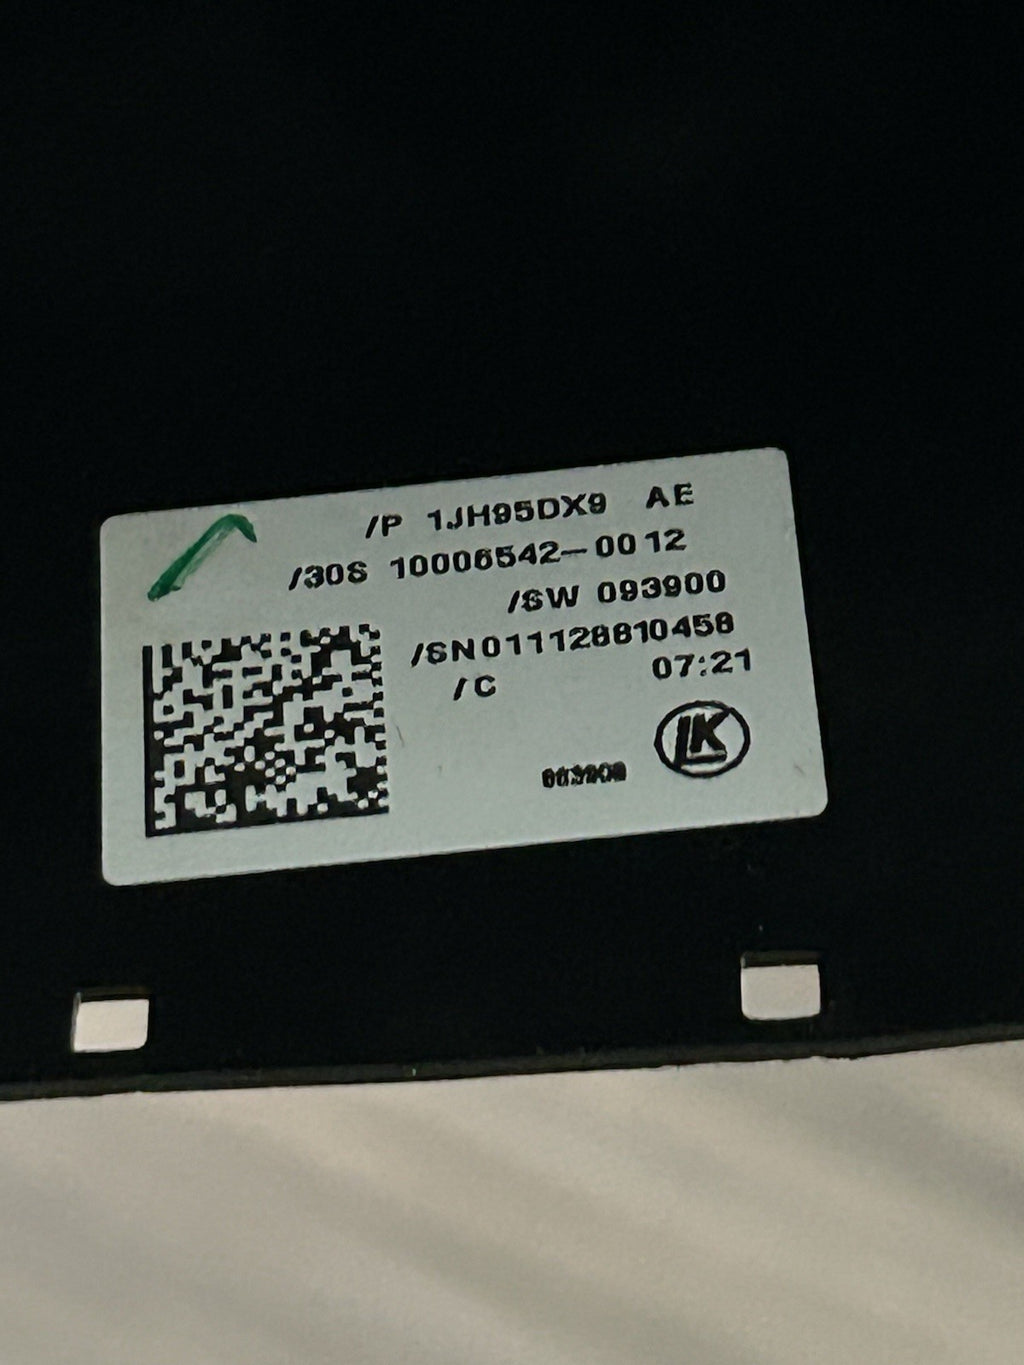 /P 1JH95DX9 AE
/30S 10006542-0012
/SW 093900
/SN011128810458
/C 07:21
LK